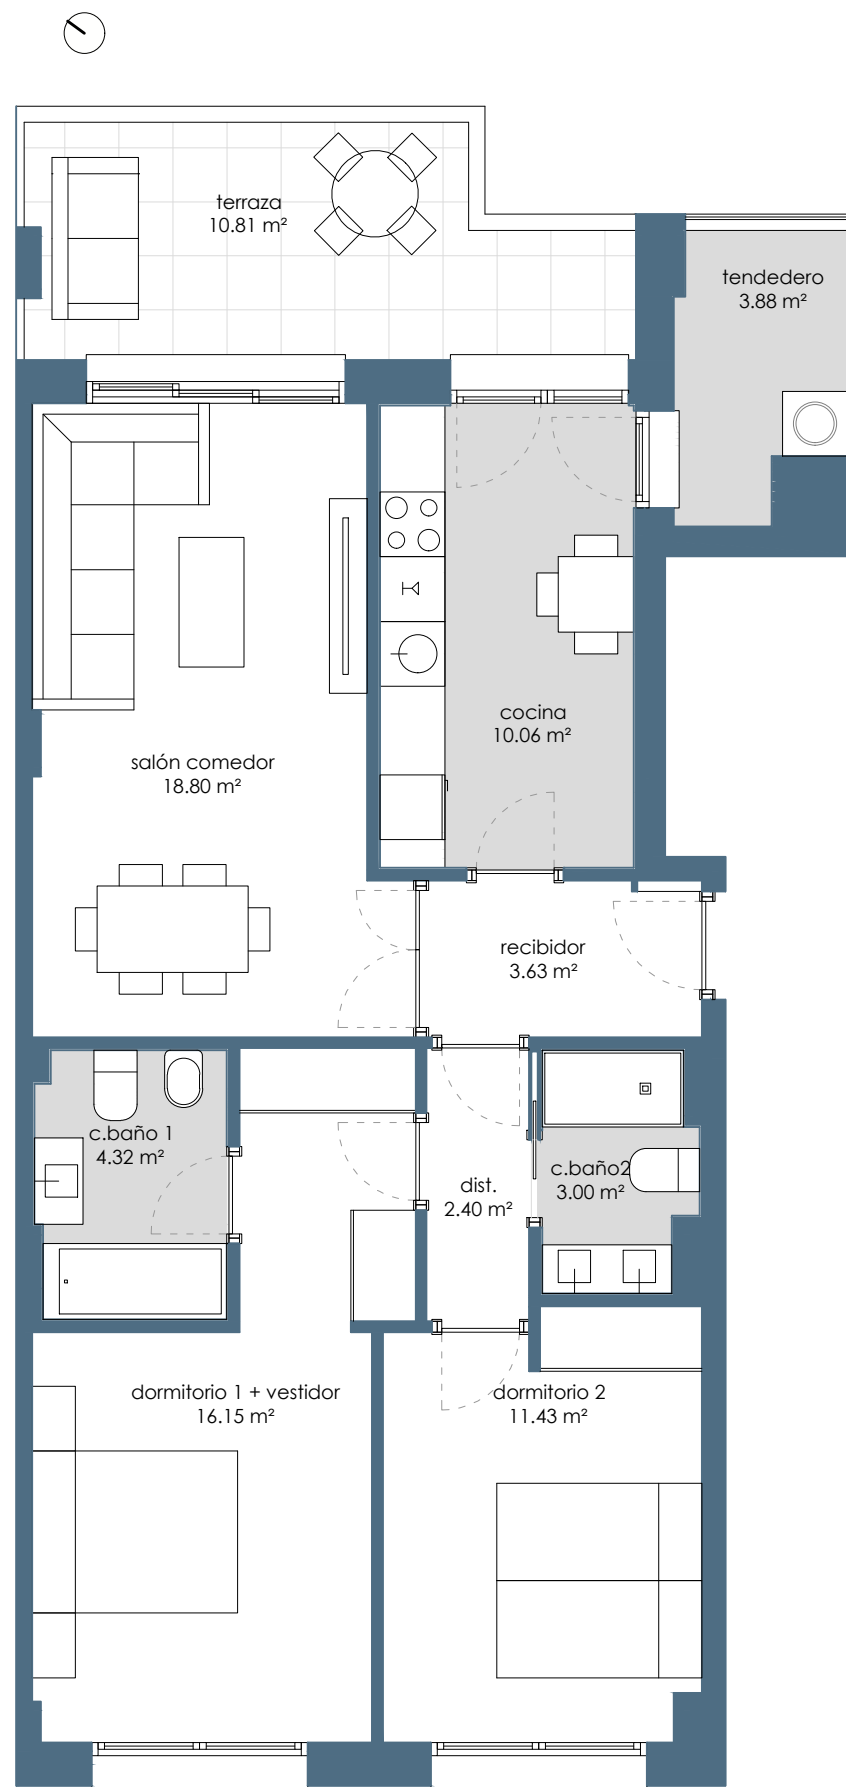 terraza
10.81 m²
tendedero
3.88 m²
cocina
10.06 m²
salón comedor
18.80 m²
recibidor
3.63 m²
c.baño 1
4.32 m²
dist.
2.40 m²
c.baño2
3.00 m²
dormitorio 1 + vestidor
16.15 m²
dormitorio 2
11.43 m²